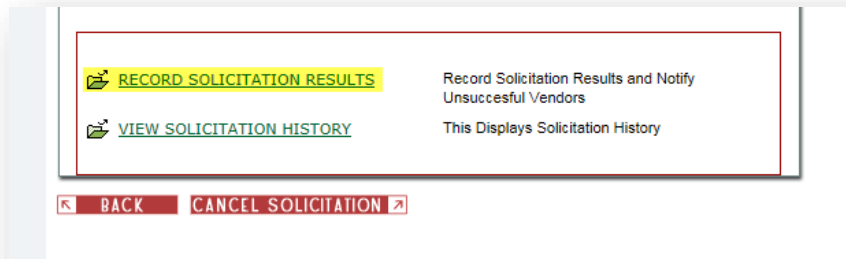 RECORD SOLICITATION RESULTS
Record Solicitation Results and Notify
Unsuccesful Vendors
VIEW SOLICITATION HISTORY
This Displays Solicitation History
BACK
CANCEL SOLICITATION